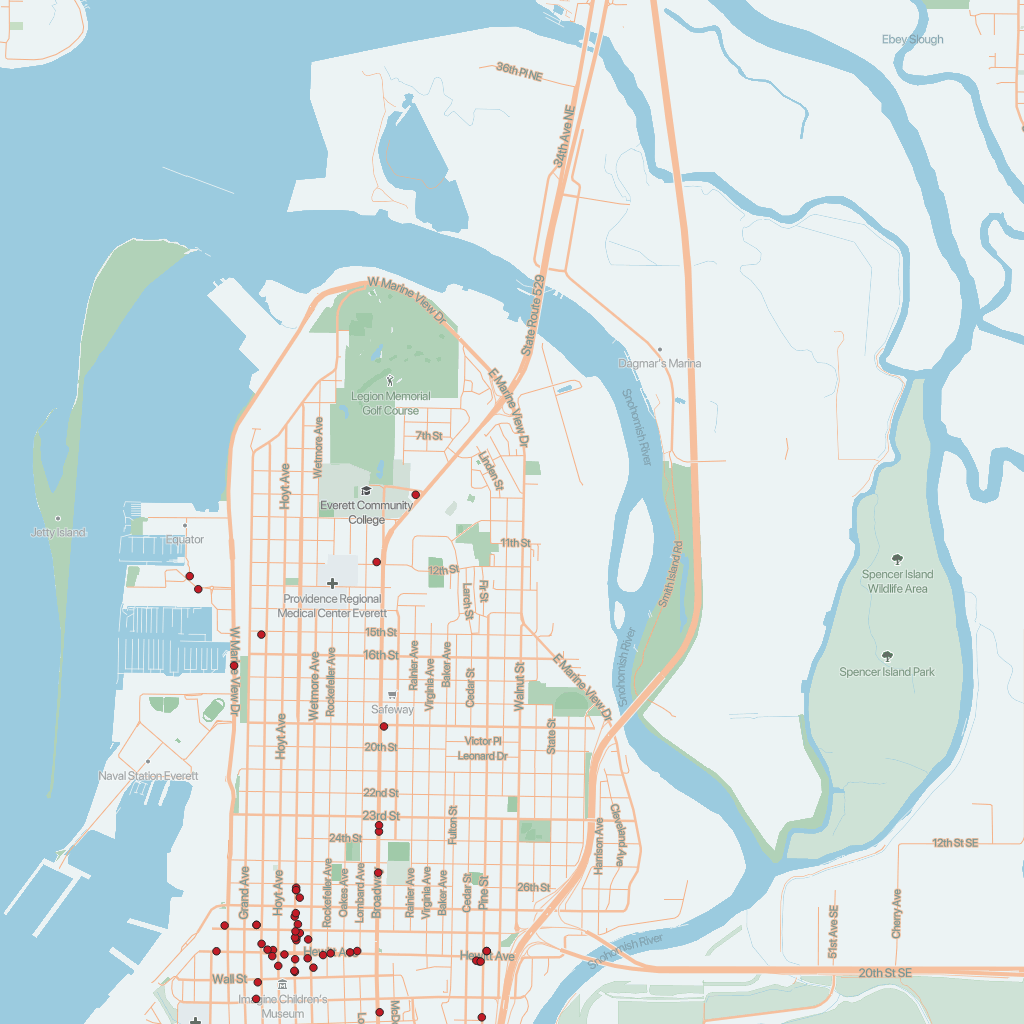 Ebey Slough
36th Pl NE
34th Ave NE
State Route 529
W Marine View Dr
Dagmar's Marina
E Marine View Dr
Legion Memorial
Golf Course
Snohomish River
7th St
Wetmore Ave
Hoyt Ave
Linden St
Everett Community
College
Jetty Island
Equator
11th St
12th St
Smith Island Rd
Spencer Island
Wildlife Area
Larch St
Fir St
Providence Regional
Medical Center Everett
15th St
16th St
W Marine View Dr
Wetmore Ave
Rockefeller Ave
Rainier Ave
Virginia Ave
Baker Ave
Cedar St
Walnut St
E Marine View Dr
Snohomish River
Spencer Island Park
Safeway
Hoyt Ave
20th St
Victor Pl
Leonard Dr
State St
Naval Station Everett
22nd St
23rd St
24th St
Fulton St
Harrison Ave
Cleveland Ave
12th St SE
Grand Ave
Hoyt Ave
Rockefeller Ave
Oakes Ave
Lombard Ave
Broadway
Rainier Ave
Virginia Ave
Baker Ave
Cedar St
Pine St
26th St
51st Ave SE
Cherry Ave
Hewitt Ave
Hewitt Ave
Snohomish River
20th St SE
Wall St
Imagine Children's
Museum
Lo
McDo